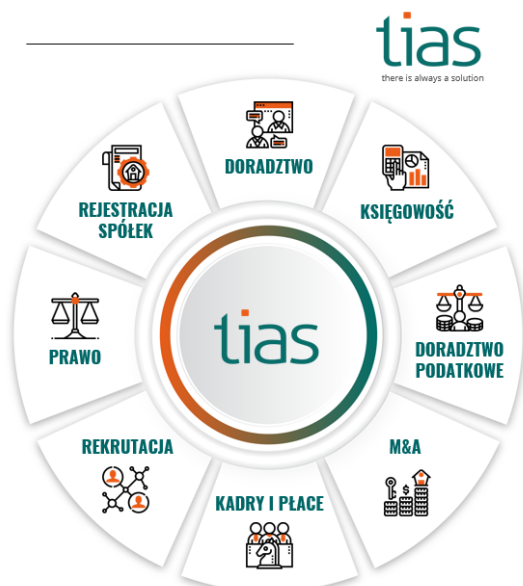 tias
there is always a solution
DORADZTWO
KSIĘGOWOŚĆ
DORADZTWO
PODATKOWE
M&A
KADRY I PŁACE
REKRUTACJA
PRAWO
REJESTRACJA
SPÓŁEK
tias